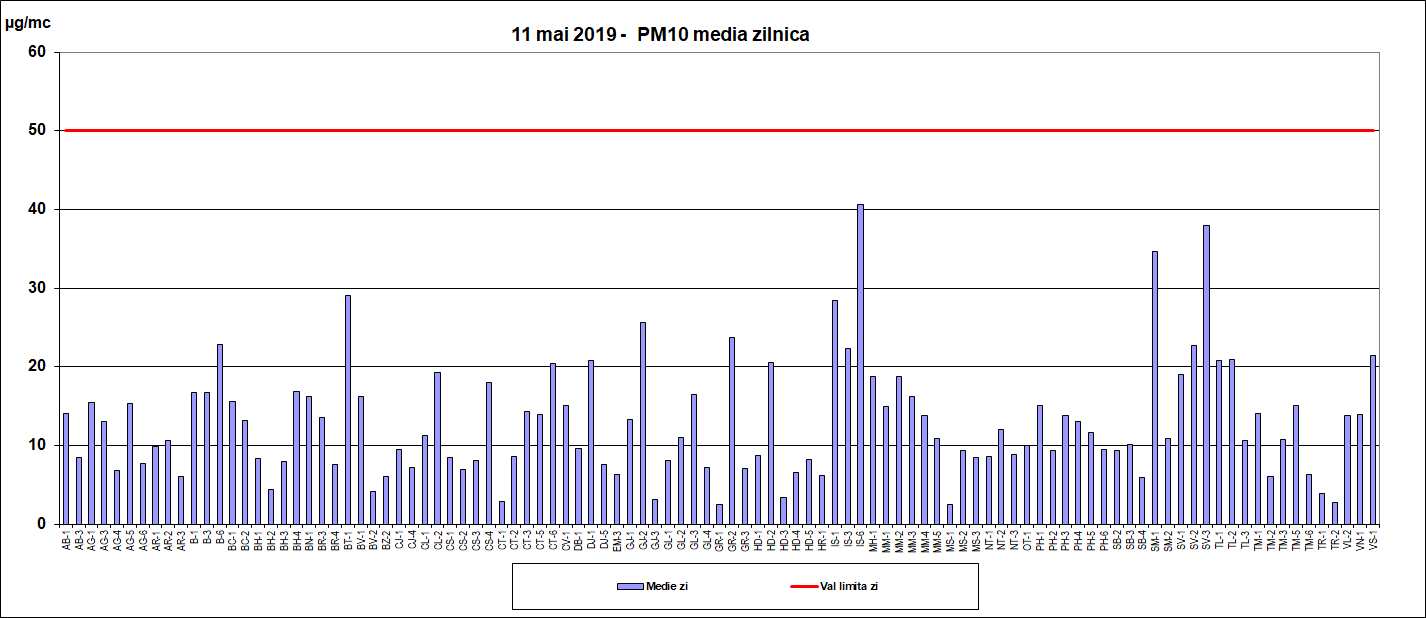 µg/mc
11 mai 2019 - PM10 media zilnica
60
50
40
30
20
10
0
AB-1 AB-3 AG-1 AG-3 AG-4 AG-5 AG-6 AR-1 AR-2 AR-3 B-1 B-3 B-6 BC-1 BC-2 BH-1 BH-2 BH-3 BH-4 BN-1 BR-3 BR-4 BT-1 BV-1 BV-2 BZ-2 CJ-1 CJ-4 CL-1 CL-2 CS-1 CS-2 CS-3 CS-4 CT-1 CT-2 CT-3 CT-5 CT-6 CV-1 DB-1 DJ-1 DJ-5 EM-3 GJ-1 GJ-2 GJ-3 GL-1 GL-2 GL-3 GL-4 GR-1 GR-2 GR-3 HD-1 HD-2 HD-3 HD-4 HD-5 HR-1 IS-1 IS-3 IS-6 MH-1 MM-1 MM-2 MM-3 MM-4 MM-5 MS-1 MS-2 MS-3 NT-1 NT-2 NT-3 OT-1 PH-1 PH-2 PH-3 PH-4 PH-5 PH-6 SB-2 SB-3 SB-4 SM-1 SM-2 SV-1 SV-2 SV-3 TL-1 TL-2 TL-3 TM-1 TM-2 TM-3 TM-5 TM-6 TR-1 TR-2 VL-2 VN-1 VS-1
Medie zi
Val limita zi